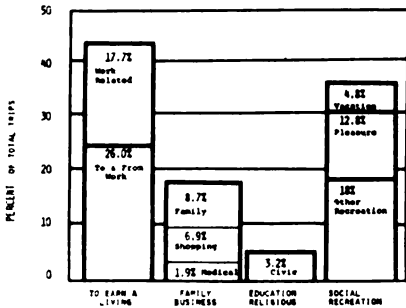 PERCENT OF TOTAL TRIPS
50
40
30
20
10
0
17.7%
Work
Related
26.0%
To & From
Work
8.7%
Family
6.9%
Shopping
1.9% Medical
3.2%
Civic
4.8%
Vacation
12.8%
Pleasure
18%
Other
Recreation
TO EARN A
LIVING
FAMILY
BUSINESS
EDUCATION
RELIGIOUS
SOCIAL
RECREATION